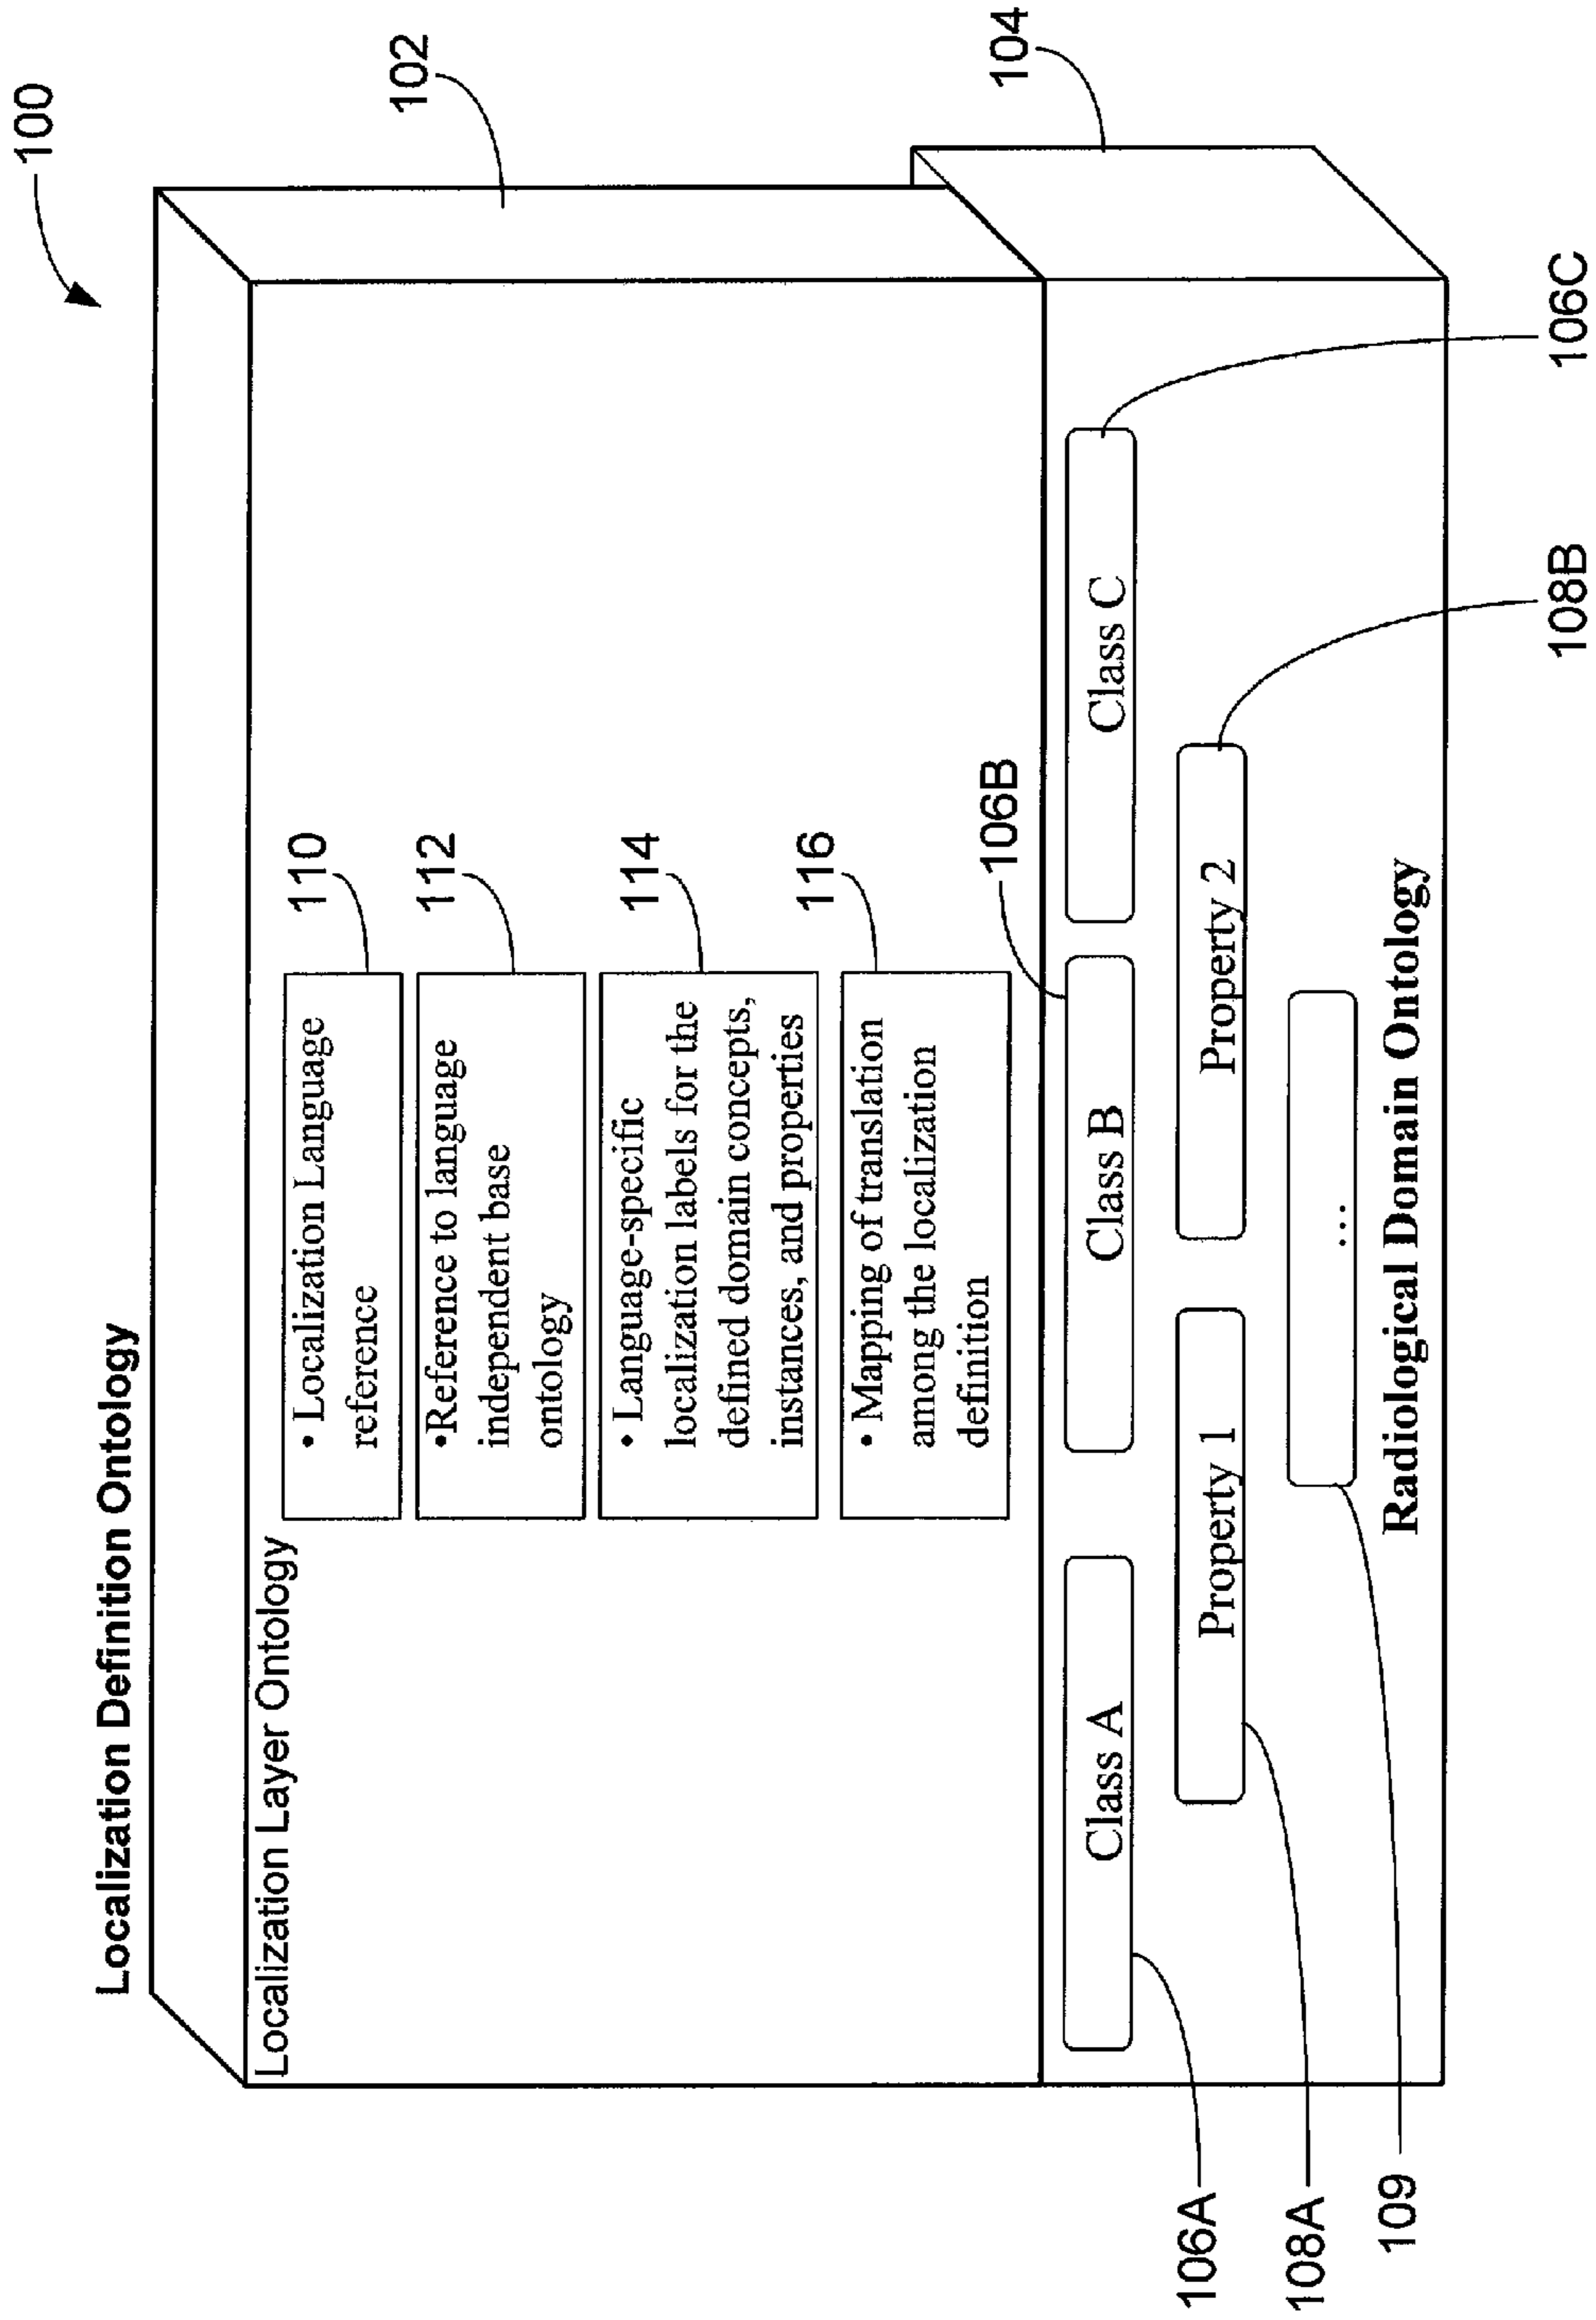 Localization Definition Ontology
100
Localization Layer Ontology
102
• Localization Language
reference
110
•Reference to language
independent base
ontology
112
• Language-specific
localization labels for the
defined domain concepts,
instances, and properties
114
• Mapping of translation
among the localization
definition
116
106B
104
Class A
Class B
Class C
Property 1
Property 2
...
Radiological Domain Ontology
106A
108A
109
108B
106C